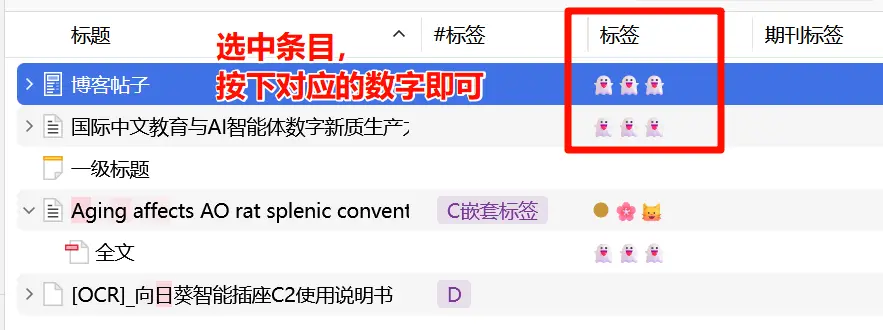 标题 #标签 标签 期刊标签
选中条目,
按下对应的数字即可
博客帖子
国际中文教育与AI智能体数字新质生产
一级标题
Aging affects AO rat splenic convent C嵌套标签
全文
[OCR]_向日葵智能插座C2使用说明书 D